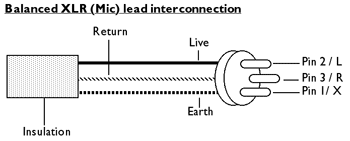 Balanced XLR (Mic) lead interconnection
Return
Live
Pin 2 / L
Pin 3 / R
Pin 1/ X
Earth
Insulation